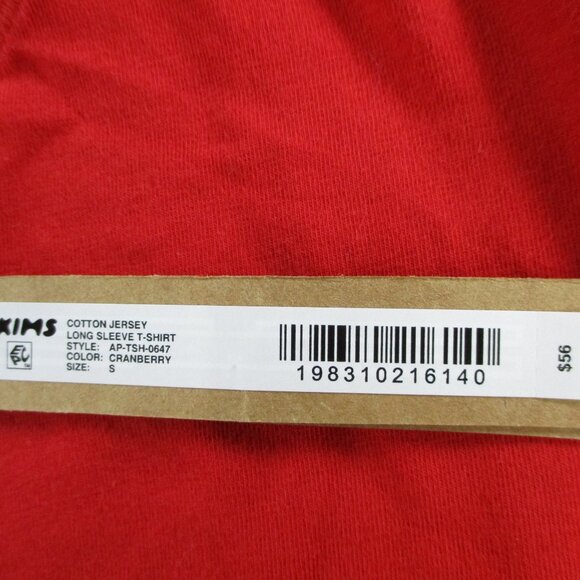 KIMS
COTTON JERSEY
LONG SLEEVE T-SHIRT
STYLE: AP-TSH-0647
COLOR: CRANBERRY
SIZE: S
198310216140
$56